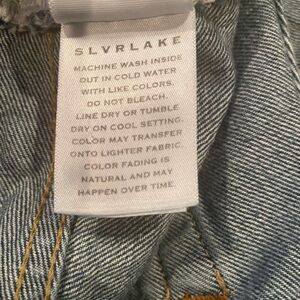 SLVRLAKE
MACHINE WASH INSIDE
OUT IN COLD WATER
WITH LIKE COLORS.
DO NOT BLEACH.
LINE DRY OR TUMBLE
DRY ON COOL SETTING.
COLOR MAY TRANSFER
ONTO LIGHTER FABRIC.
COLOR FADING IS
NATURAL AND MAY
HAPPEN OVER TIME